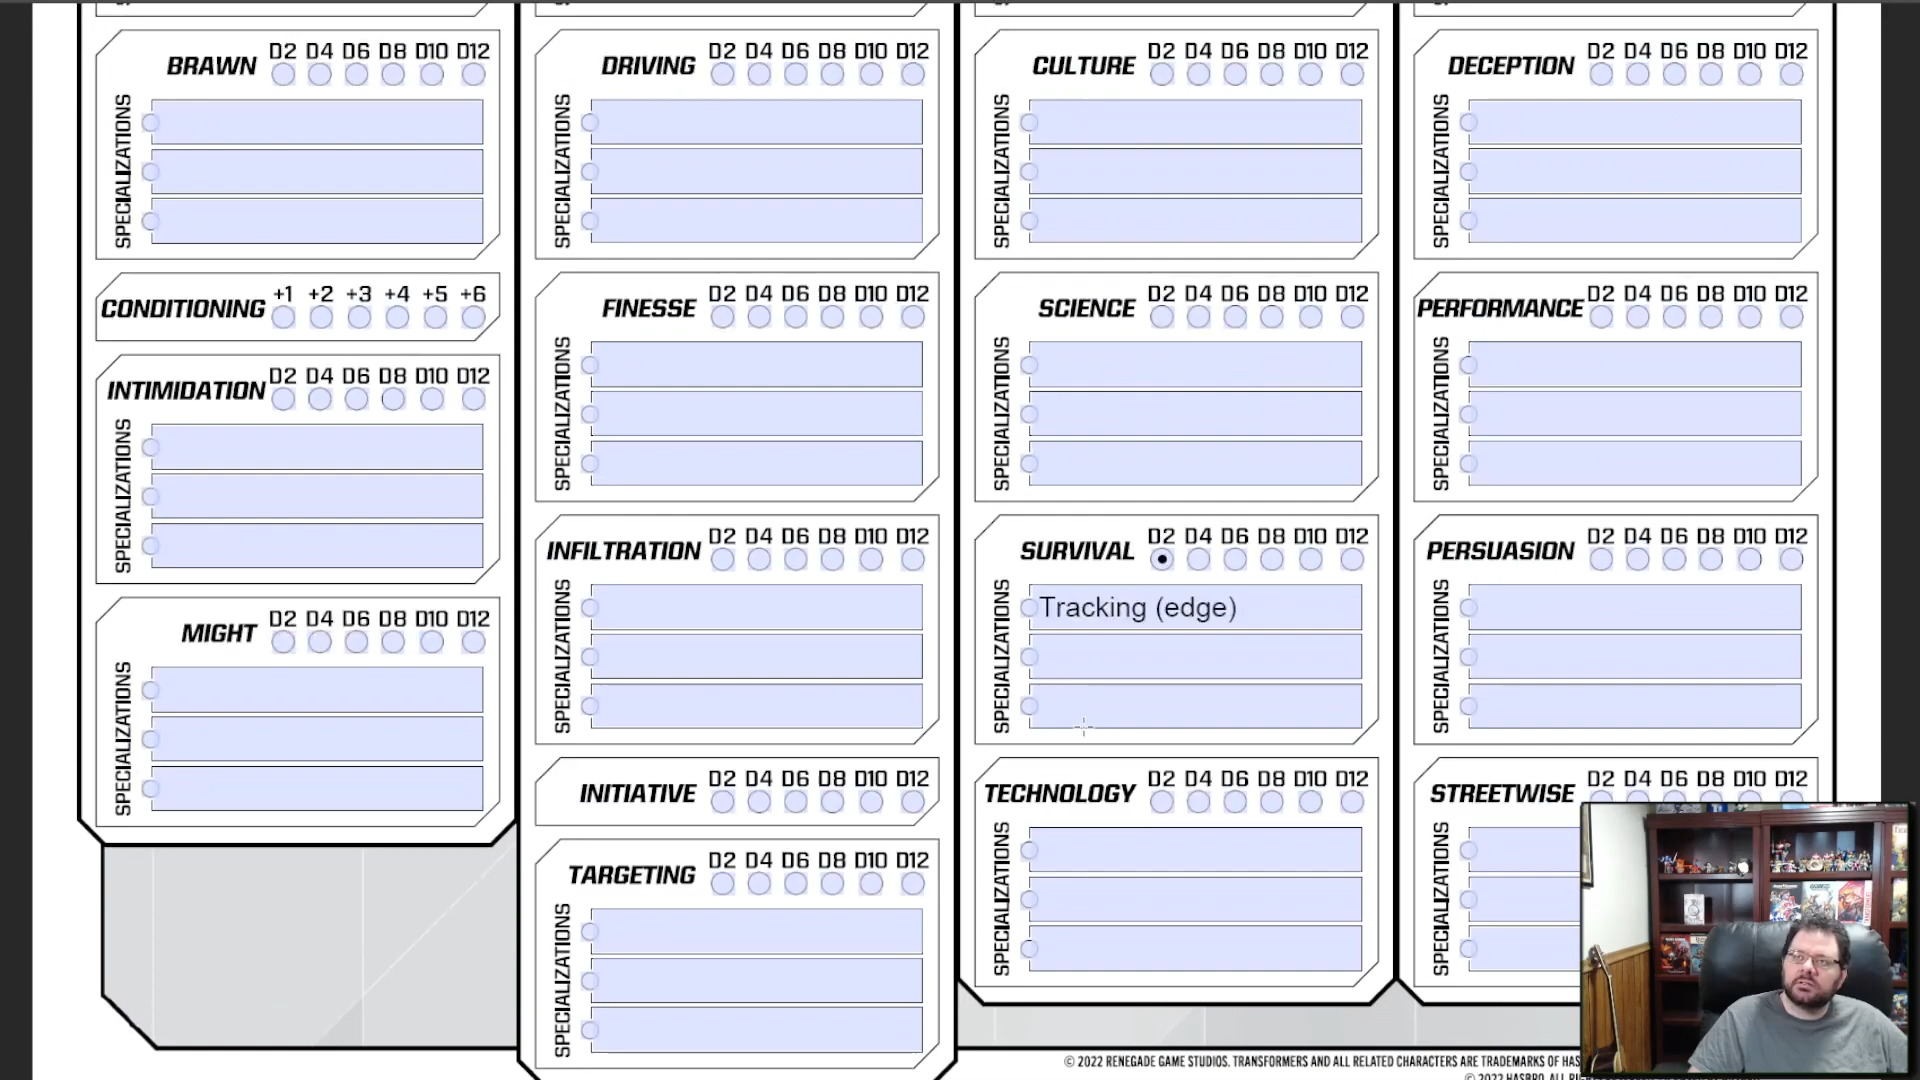 BRAWN D2 D4 D6 D8 D10 D12
SPECIALIZATIONS
CONDITIONING +1 +2 +3 +4 +5 +6
INTIMIDATION D2 D4 D6 D8 D10 D12
SPECIALIZATIONS
MIGHT D2 D4 D6 D8 D10 D12
SPECIALIZATIONS
DRIVING D2 D4 D6 D8 D10 D12
SPECIALIZATIONS
FINESSE D2 D4 D6 D8 D10 D12
SPECIALIZATIONS
INFILTRATION D2 D4 D6 D8 D10 D12
SPECIALIZATIONS
INITIATIVE D2 D4 D6 D8 D10 D12
TARGETING D2 D4 D6 D8 D10 D12
SPECIALIZATIONS
CULTURE D2 D4 D6 D8 D10 D12
SPECIALIZATIONS
SCIENCE D2 D4 D6 D8 D10 D12
SPECIALIZATIONS
SURVIVAL D2 D4 D6 D8 D10 D12
SPECIALIZATIONS
Tracking (edge)
TECHNOLOGY D2 D4 D6 D8 D10 D12
SPECIALIZATIONS
DECEPTION D2 D4 D6 D8 D10 D12
SPECIALIZATIONS
PERFORMANCE D2 D4 D6 D8 D10 D12
SPECIALIZATIONS
PERSUASION D2 D4 D6 D8 D10 D12
SPECIALIZATIONS
STREETWISE D2 D4 D6 D8 D10 D12
SPECIALIZATIONS
© 2022 RENEGADE GAME STUDIOS. TRANSFORMERS AND ALL RELATED CHARACTERS ARE TRADEMARKS OF HAS
© 2022 HASBRO. ALL